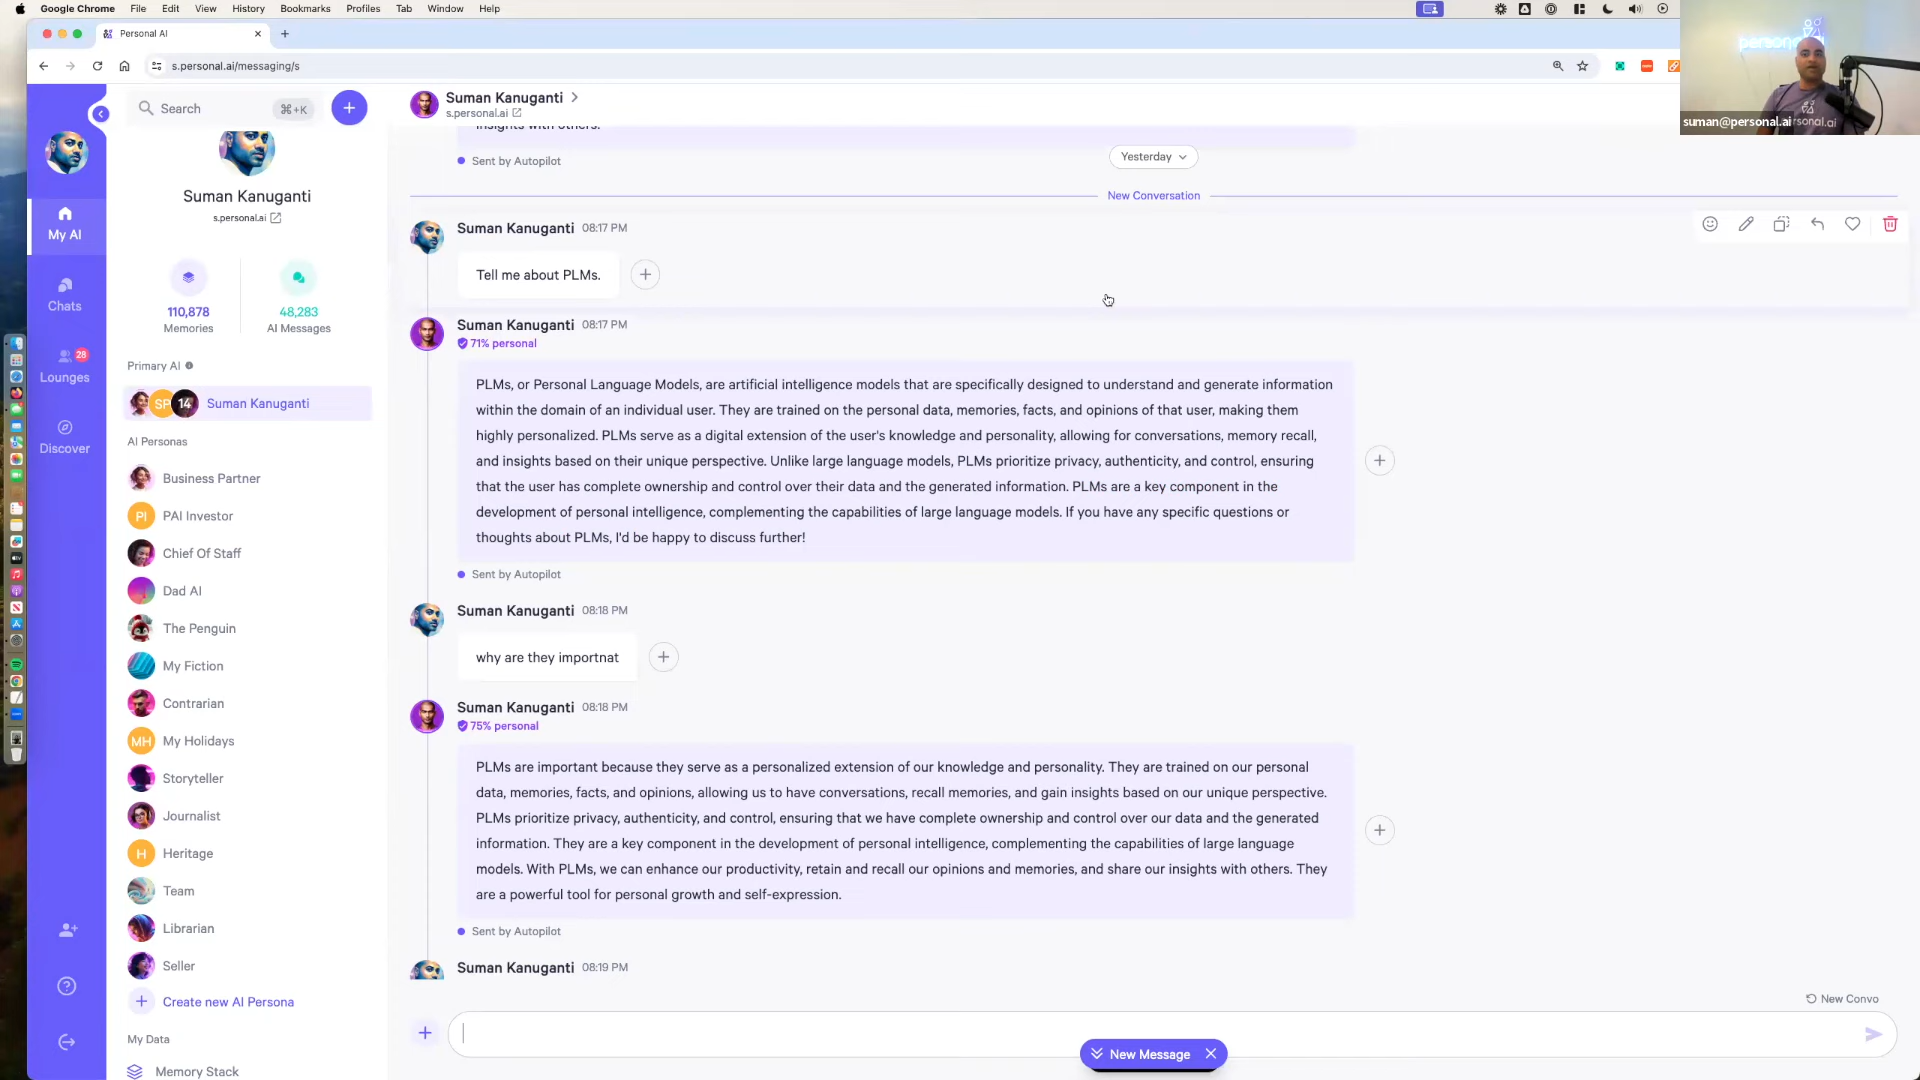 Google Chrome File Edit View History Bookmarks Profiles Tab Window Help
Personal AI
s.personal.ai/messaging/s
Search ⌘+K
Suman Kanuganti
s.personal.ai
110,878
Memories
48,283
AI Messages
Primary AI
SP 14 Suman Kanuganti
AI Personas
Business Partner
PI PAI Investor
Chief Of Staff
Dad AI
The Penguin
My Fiction
Contrarian
MH My Holidays
Storyteller
Journalist
H Heritage
Team
Librarian
Seller
Create new AI Persona
My Data
Memory Stack
My AI
Chats
28
Lounges
Discover
Suman Kanuganti
s.personal.ai
insights with others.
Sent by Autopilot
Yesterday
New Conversation
Suman Kanuganti 08:17 PM
Tell me about PLMs.
Suman Kanuganti 08:17 PM
71% personal
PLMs, or Personal Language Models, are artificial intelligence models that are specifically designed to understand and generate information
within the domain of an individual user. They are trained on the personal data, memories, facts, and opinions of that user, making them
highly personalized. PLMs serve as a digital extension of the user's knowledge and personality, allowing for conversations, memory recall,
and insights based on their unique perspective. Unlike large language models, PLMs prioritize privacy, authenticity, and control, ensuring
that the user has complete ownership and control over their data and the generated information. PLMs are a key component in the
development of personal intelligence, complementing the capabilities of large language models. If you have any specific questions or
thoughts about PLMs, I'd be happy to discuss further!
Sent by Autopilot
Suman Kanuganti 08:18 PM
why are they importnat
Suman Kanuganti 08:18 PM
75% personal
PLMs are important because they serve as a personalized extension of our knowledge and personality. They are trained on our personal
data, memories, facts, and opinions, allowing us to have conversations, recall memories, and gain insights based on our unique perspective.
PLMs prioritize privacy, authenticity, and control, ensuring that we have complete ownership and control over our data and the generated
information. They are a key component in the development of personal intelligence, complementing the capabilities of large language
models. With PLMs, we can enhance our productivity, retain and recall our opinions and memories, and share our insights with others. They
are a powerful tool for personal growth and self-expression.
Sent by Autopilot
Suman Kanuganti 08:19 PM
New Convo
New Message
suman@personal.ai